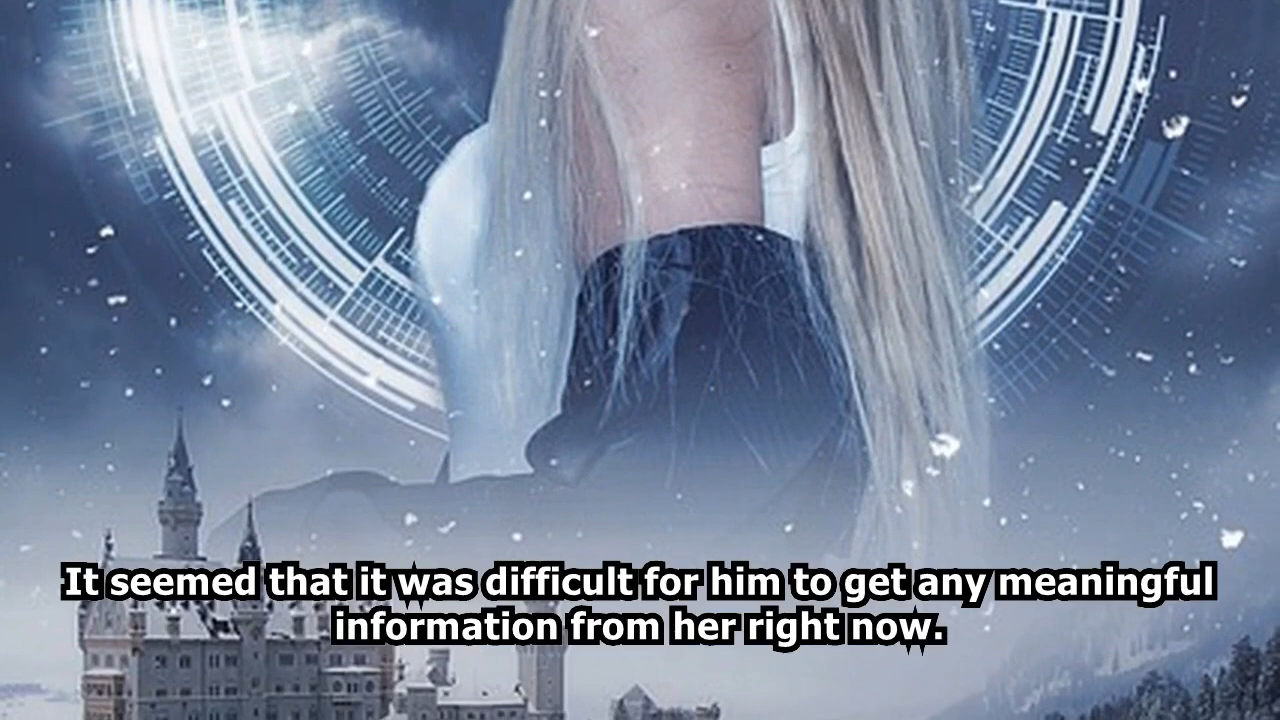 It seemed that it was difficult for him to get any meaningful
information from her right now.